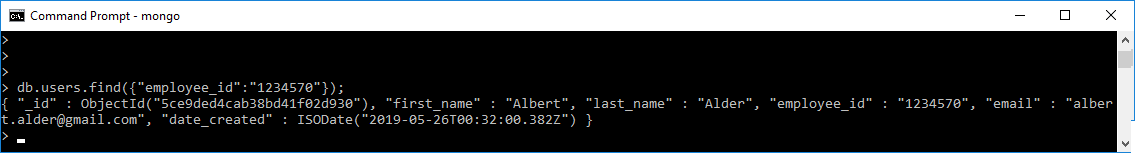 Command Prompt - mongo
>
>
>
> db.users.find({"employee_id":"1234570"});
{ "_id" : ObjectId("5ce9ded4cab38bd41f02d930"), "first_name" : "Albert", "last_name" : "Alder", "employee_id" : "1234570", "email" : "alber
t.alder@gmail.com", "date_created" : ISODate("2019-05-26T00:32:00.382Z") }
>